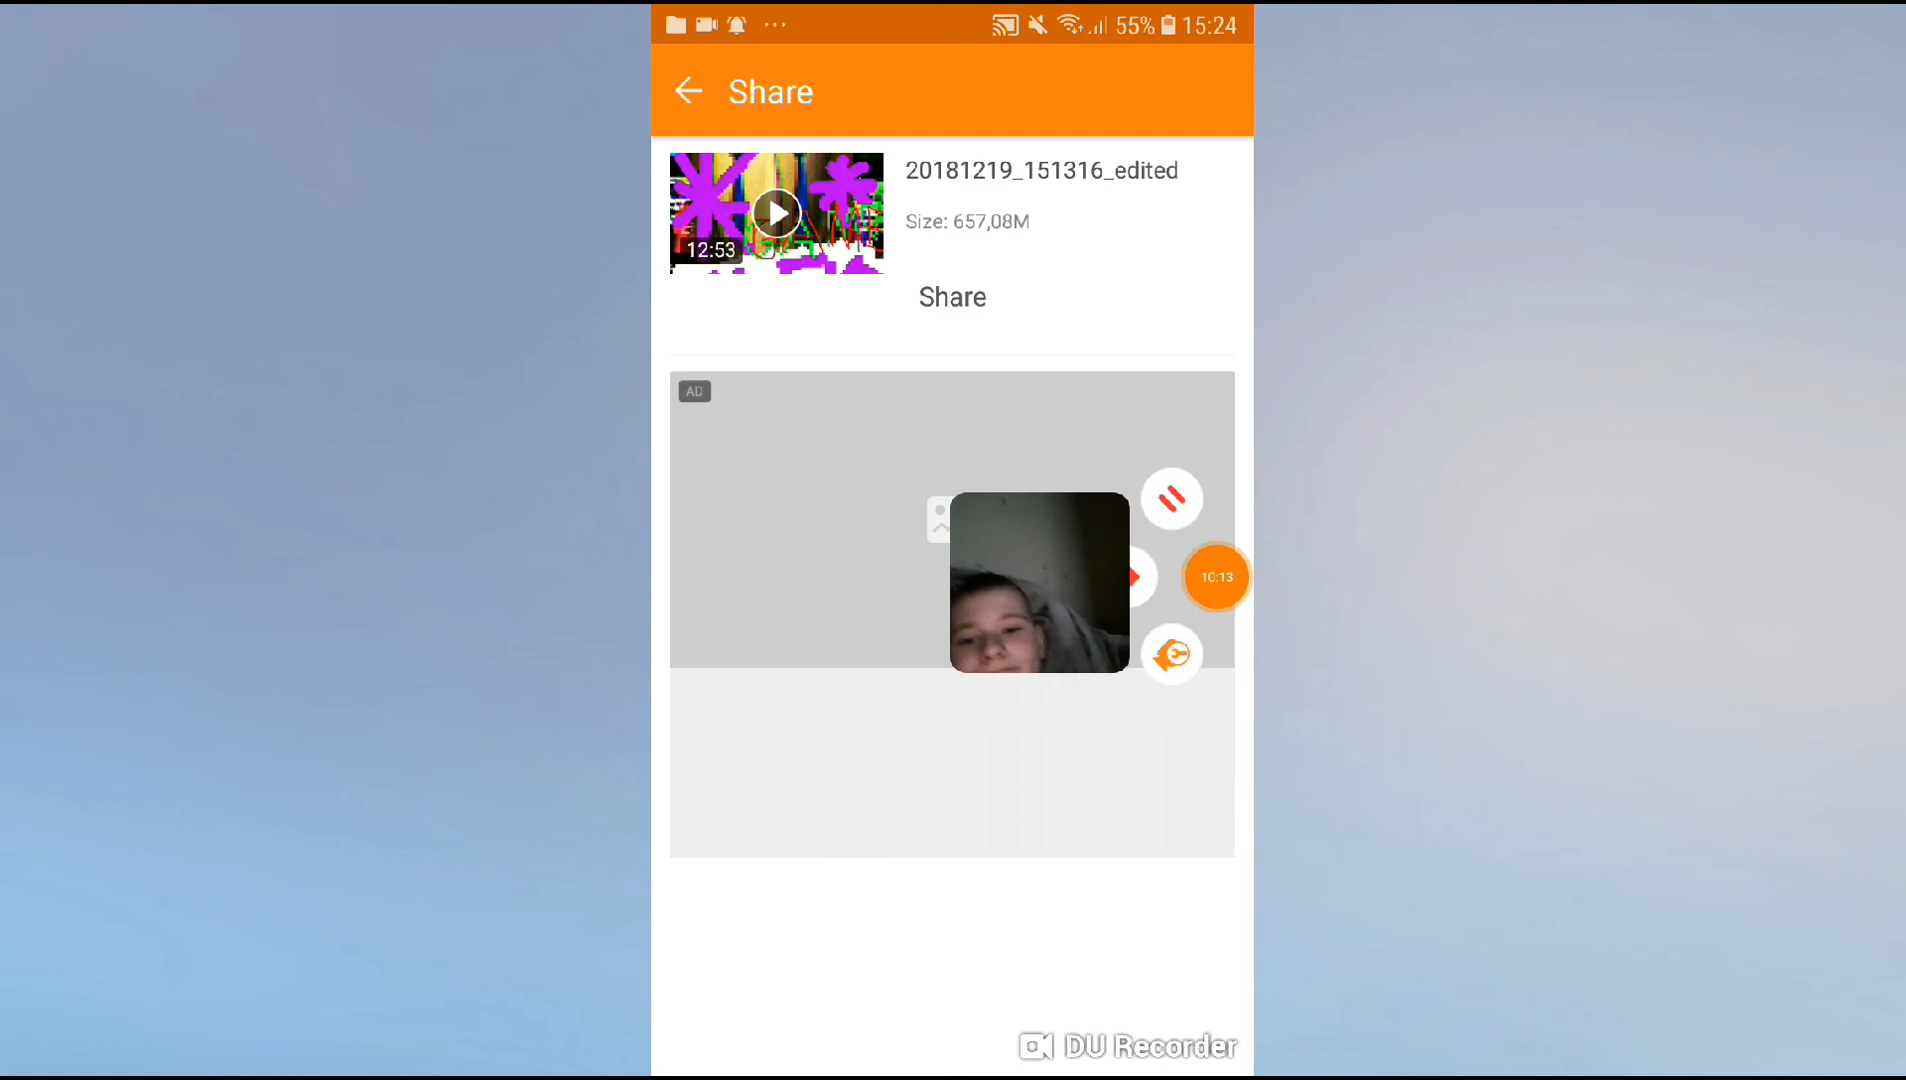 55% 15:24
Share
20181219_151316_edited
12:53
Size: 657,08M
Share
AD
10:13
DU Recorder